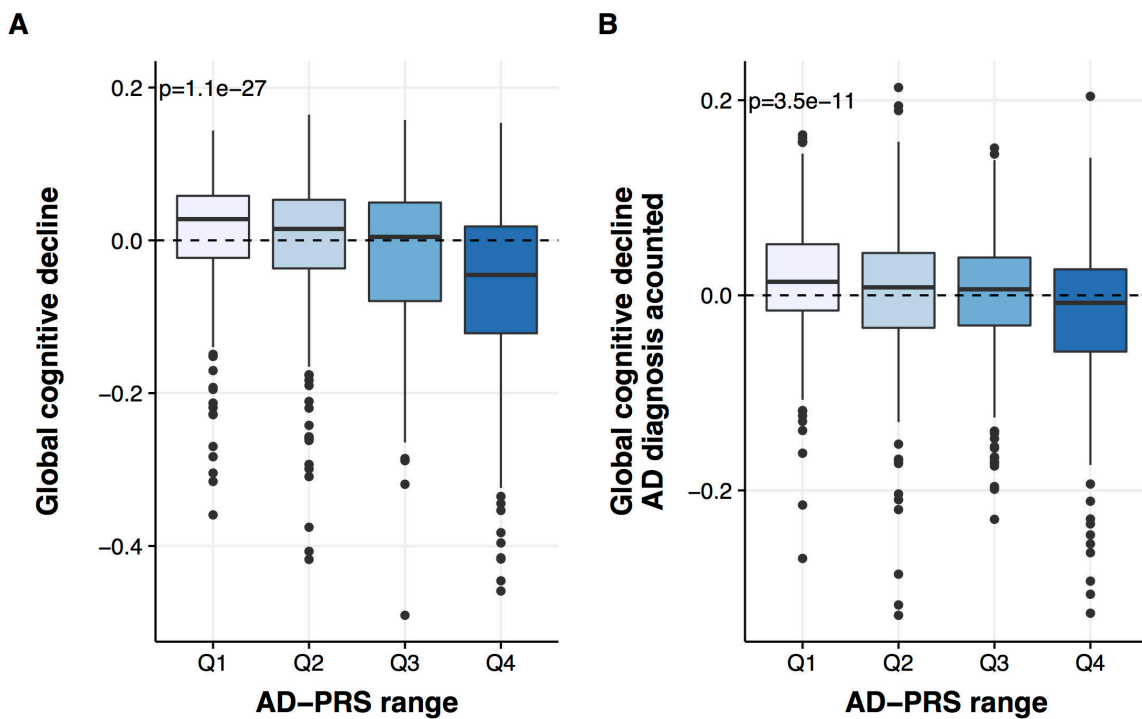 A
Global cognitive decline
0.2
0.0
−0.2
−0.4
p=1.1e−27
Q1 Q2 Q3 Q4
AD−PRS range
B
Global cognitive decline
AD diagnosis acounted
0.2
0.0
−0.2
p=3.5e−11
Q1 Q2 Q3 Q4
AD−PRS range